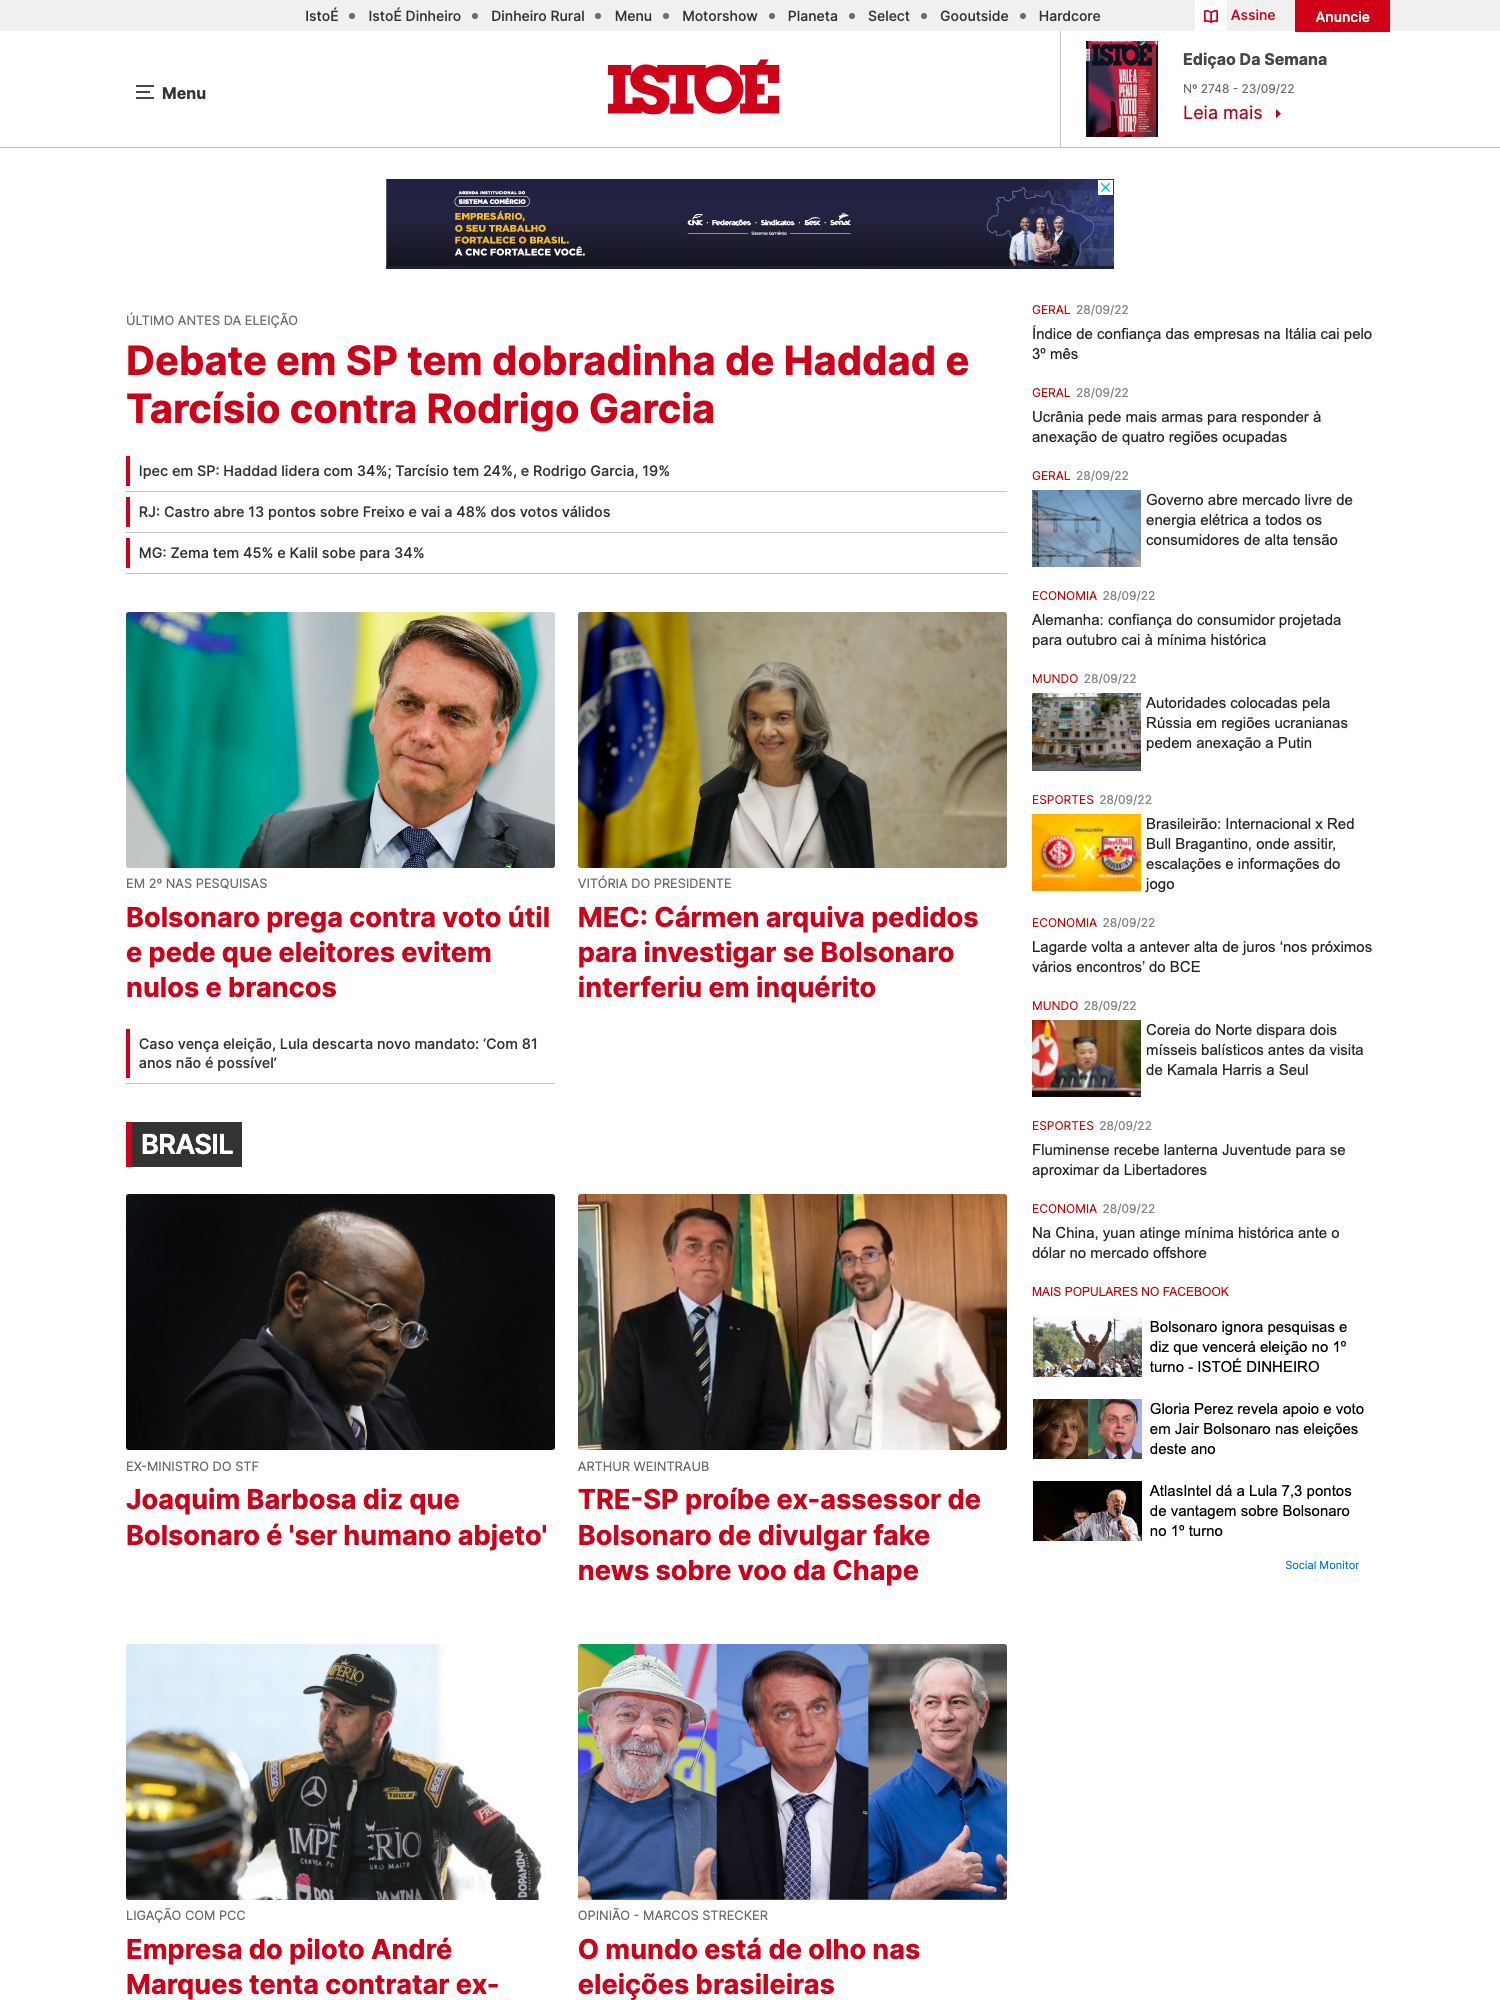 IstoÉ • IstoÉ Dinheiro • Dinheiro Rural • Menu • Motorshow • Planeta • Select • Gooutside • Hardcore
Assine
Anuncie
Menu
ISTOÉ
ISTOÉ
VALE A
PENA O
VOTO
ÚTIL?
Ediçao Da Semana
Nº 2748 - 23/09/22
Leia mais
AGENDA INSTITUCIONAL DO
SISTEMA COMÉRCIO
EMPRESÁRIO,
O SEU TRABALHO
FORTALECE O BRASIL.
A CNC FORTALECE VOCÊ.
CNC · Federações · Sindicatos · Sesc · Senac
Sistema Comércio
ÚLTIMO ANTES DA ELEIÇÃO
Debate em SP tem dobradinha de Haddad e
Tarcísio contra Rodrigo Garcia
Ipec em SP: Haddad lidera com 34%; Tarcísio tem 24%, e Rodrigo Garcia, 19%
RJ: Castro abre 13 pontos sobre Freixo e vai a 48% dos votos válidos
MG: Zema tem 45% e Kalil sobe para 34%
EM 2º NAS PESQUISAS
Bolsonaro prega contra voto útil
e pede que eleitores evitem
nulos e brancos
Caso vença eleição, Lula descarta novo mandato: ‘Com 81
anos não é possível’
VITÓRIA DO PRESIDENTE
MEC: Cármen arquiva pedidos
para investigar se Bolsonaro
interferiu em inquérito
BRASIL
EX-MINISTRO DO STF
Joaquim Barbosa diz que
Bolsonaro é 'ser humano abjeto'
ARTHUR WEINTRAUB
TRE-SP proíbe ex-assessor de
Bolsonaro de divulgar fake
news sobre voo da Chape
IMPÉRIO
SPARCO
TRUCK
IMPÉRIO
CERVEJA PURO MALTE
DOPAMINA
LIGAÇÃO COM PCC
Empresa do piloto André
Marques tenta contratar ex-
OPINIÃO - MARCOS STRECKER
O mundo está de olho nas
eleições brasileiras
GERAL 28/09/22
Índice de confiança das empresas na Itália cai pelo
3º mês
GERAL 28/09/22
Ucrânia pede mais armas para responder à
anexação de quatro regiões ocupadas
GERAL 28/09/22
Governo abre mercado livre de
energia elétrica a todos os
consumidores de alta tensão
ECONOMIA 28/09/22
Alemanha: confiança do consumidor projetada
para outubro cai à mínima histórica
MUNDO 28/09/22
Autoridades colocadas pela
Rússia em regiões ucranianas
pedem anexação a Putin
ESPORTES 28/09/22
X
Red Bull
Brasileirão: Internacional x Red
Bull Bragantino, onde assitir,
escalações e informações do
jogo
ECONOMIA 28/09/22
Lagarde volta a antever alta de juros ‘nos próximos
vários encontros’ do BCE
MUNDO 28/09/22
Coreia do Norte dispara dois
mísseis balísticos antes da visita
de Kamala Harris a Seul
ESPORTES 28/09/22
Fluminense recebe lanterna Juventude para se
aproximar da Libertadores
ECONOMIA 28/09/22
Na China, yuan atinge mínima histórica ante o
dólar no mercado offshore
MAIS POPULARES NO FACEBOOK
Bolsonaro ignora pesquisas e
diz que vencerá eleição no 1º
turno - ISTOÉ DINHEIRO
Gloria Perez revela apoio e voto
em Jair Bolsonaro nas eleições
deste ano
AtlasIntel dá a Lula 7,3 pontos
de vantagem sobre Bolsonaro
no 1º turno
Social Monitor